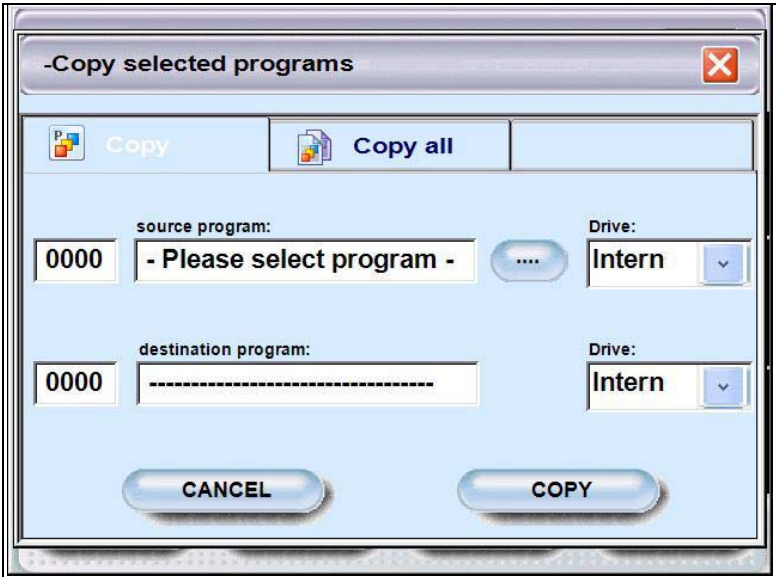 -Copy selected programs
P Copy Copy all
source program: Drive:
0000 - Please select program - .... Intern
destination program: Drive:
0000 ---------------------------------- Intern
CANCEL COPY